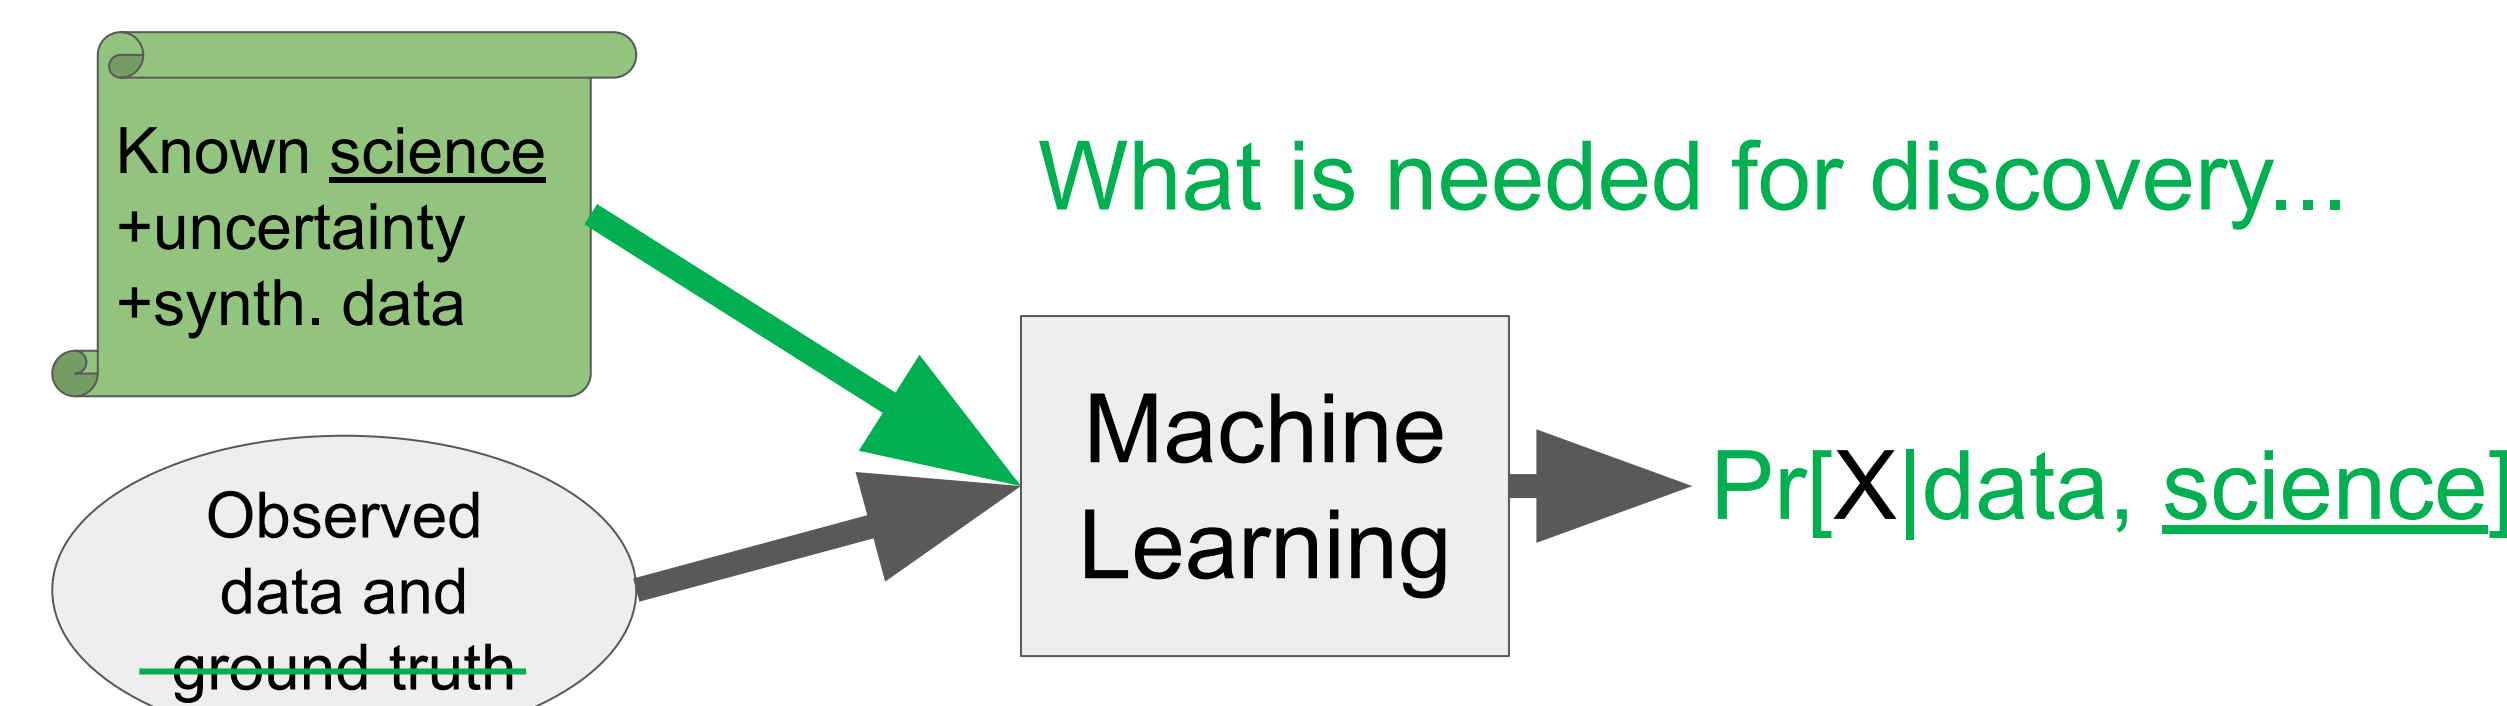 Known science
+uncertainty
+synth. data
What is needed for discovery...
Observed
data and
ground truth
Machine
Learning
Pr[X|data, science]